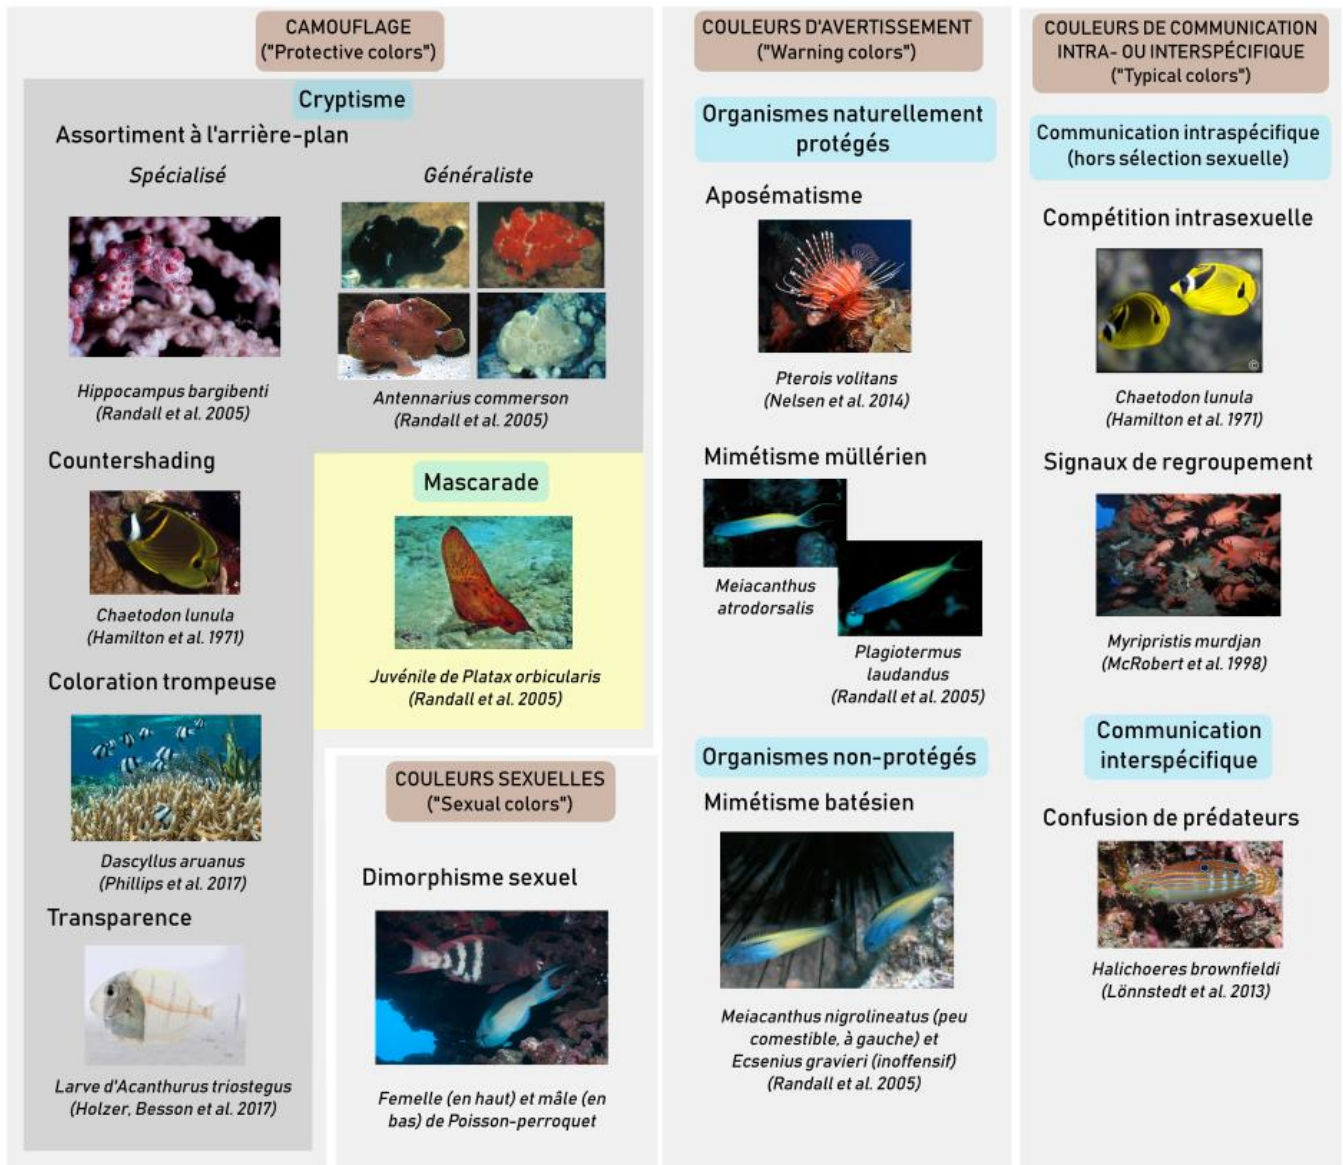 CAMOUFLAGE
("Protective colors")
Cryptisme
Assortiment à l'arrière-plan
Spécialisé
Généraliste
Hippocampus bargibenti
(Randall et al. 2005)
Antennarius commerson
(Randall et al. 2005)
Countershading
Chaetodon lunula
(Hamilton et al. 1971)
Coloration trompeuse
Dascyllus aruanus
(Phillips et al. 2017)
Transparence
Larve d'Acanthurus triostegus
(Holzer, Besson et al. 2017)
Mascarade
Juvénile de Platax orbicularis
(Randall et al. 2005)
COULEURS SEXUELLES
("Sexual colors")
Dimorphisme sexuel
Femelle (en haut) et mâle (en
bas) de Poisson-perroquet
COULEURS D'AVERTISSEMENT
("Warning colors")
Organismes naturellement
protégés
Aposématisme
Pterois volitans
(Nelsen et al. 2014)
Mimétisme müllérien
Meiacanthus
atrodorsalis
Plagiotermus
laudandus
(Randall et al. 2005)
Organismes non-protégés
Mimétisme batésien
Meiacanthus nigrolineatus (peu
comestible, à gauche) et
Ecsenius gravieri (inoffensif)
(Randall et al. 2005)
COULEURS DE COMMUNICATION
INTRA- OU INTERSPÉCIFIQUE
("Typical colors")
Communication intraspécifique
(hors sélection sexuelle)
Compétition intrasexuelle
©
Chaetodon lunula
(Hamilton et al. 1971)
Signaux de regroupement
Myripristis murdjan
(McRobert et al. 1998)
Communication
interspécifique
Confusion de prédateurs
Halichoeres brownfieldi
(Lönnstedt et al. 2013)